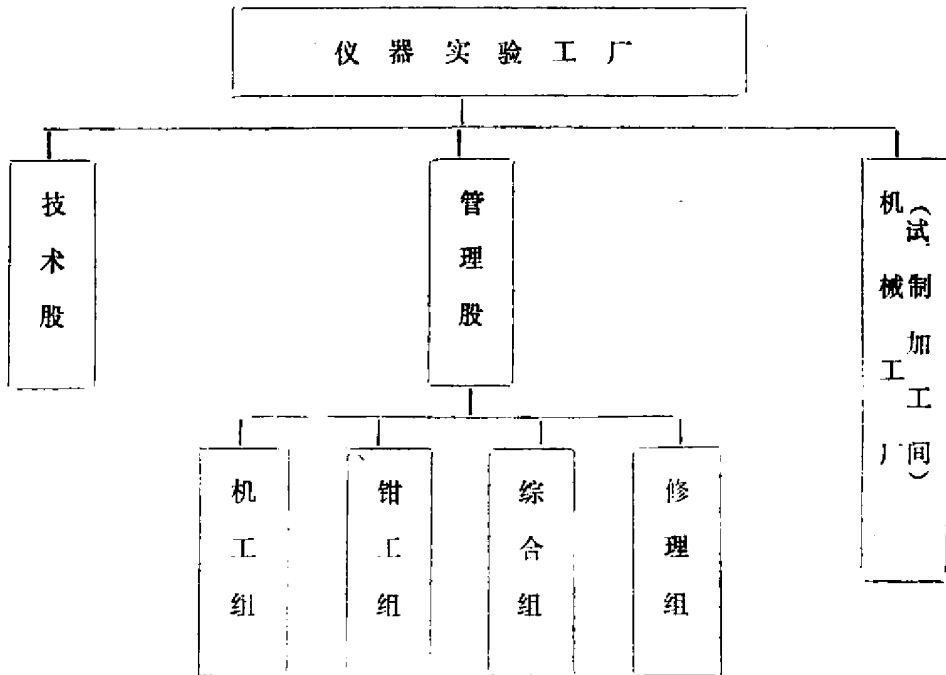 仪器实验工厂
技术股
管理股
机械工厂
（试制加工间）
机工组
钳工组
综合组
修理组